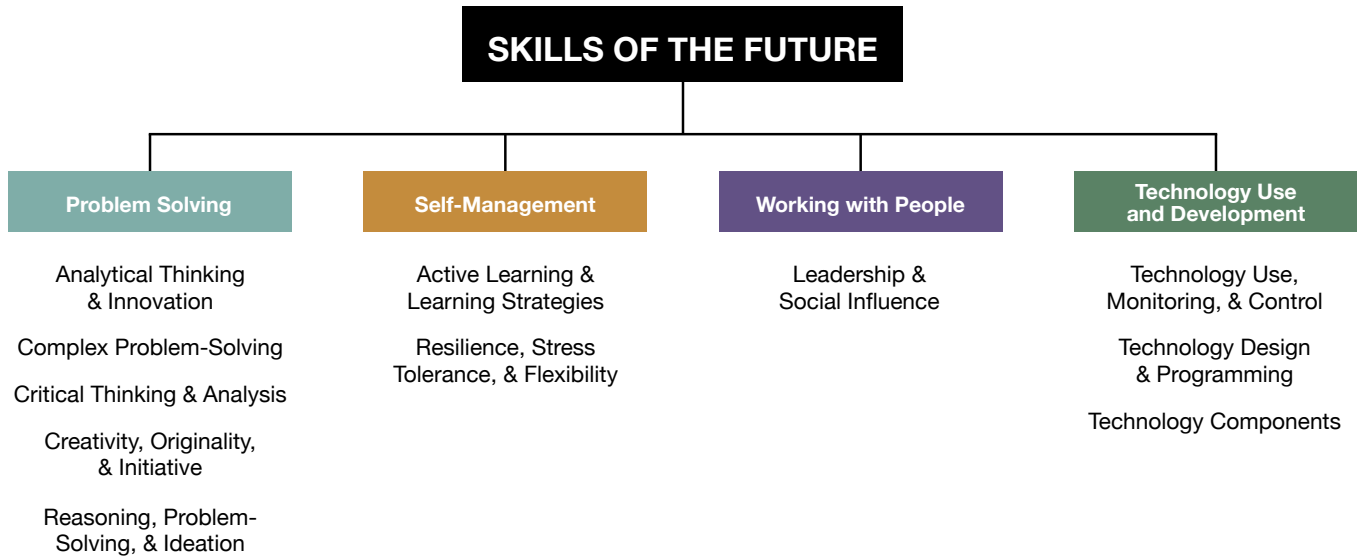 SKILLS OF THE FUTURE
Problem Solving
Analytical Thinking
& Innovation
Complex Problem-Solving
Critical Thinking & Analysis
Creativity, Originality,
& Initiative
Reasoning, Problem-
Solving, & Ideation
Self-Management
Active Learning &
Learning Strategies
Resilience, Stress
Tolerance, & Flexibility
Working with People
Leadership &
Social Influence
Technology Use
and Development
Technology Use,
Monitoring, & Control
Technology Design
& Programming
Technology Components